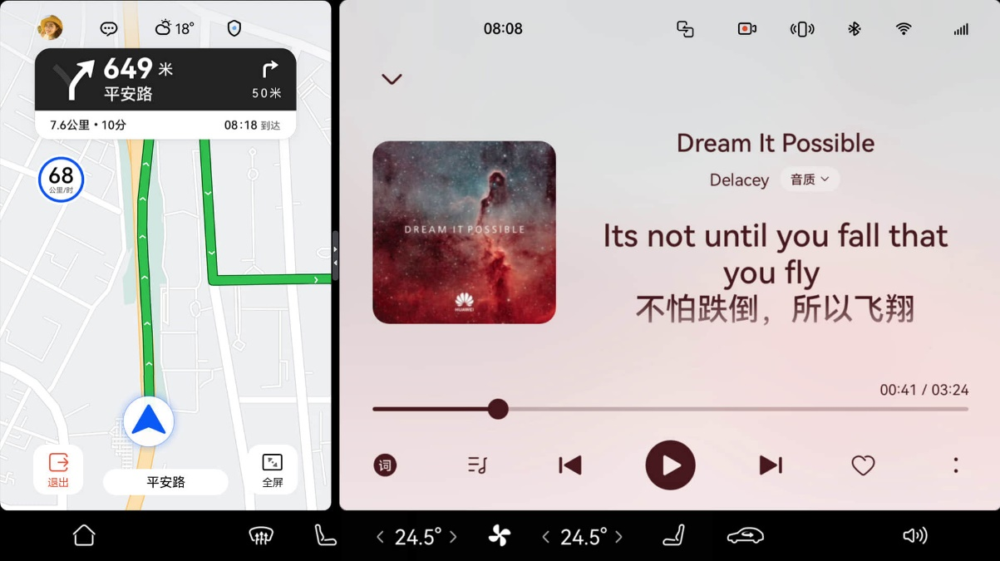 18°
649 米
平安路
50米
7.6公里 • 10分
08:18 到达
68
公里/时
退出
平安路
全屏
08:08
DREAM IT POSSIBLE
HUAWEI
Dream It Possible
Delacey
音质
Its not until you fall that
you fly
不怕跌倒，所以飞翔
00:41 / 03:24
词
24.5°
24.5°